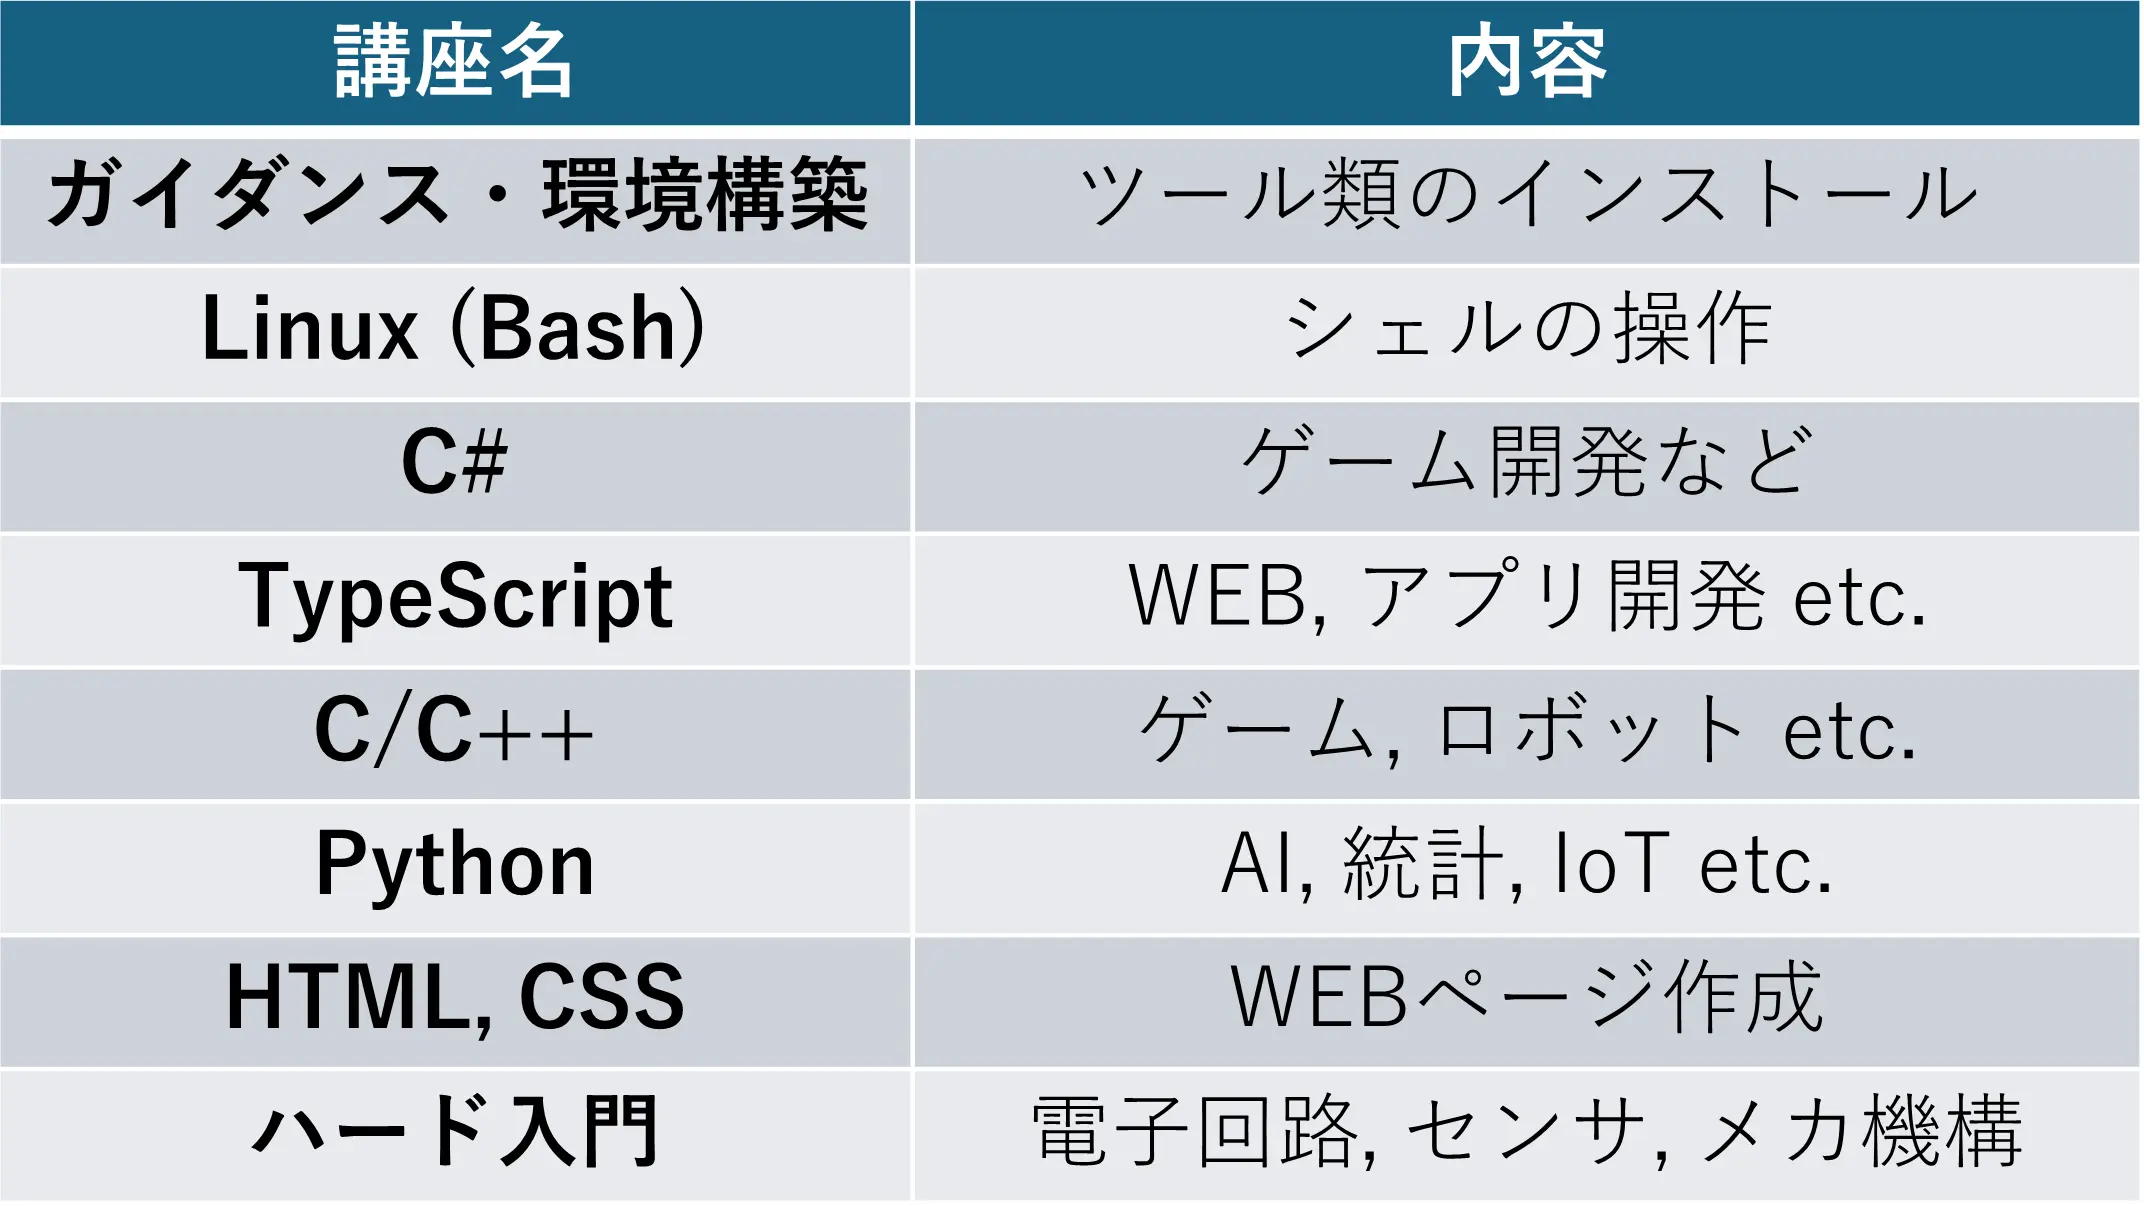 講座名 内容
ガイダンス・環境構築 ツール類のインストール
Linux (Bash) シェルの操作
C# ゲーム開発など
TypeScript WEB, アプリ開発 etc.
C/C++ ゲーム, ロボット etc.
Python AI, 統計, IoT etc.
HTML, CSS WEBページ作成
ハード入門 電子回路, センサ, メカ機構